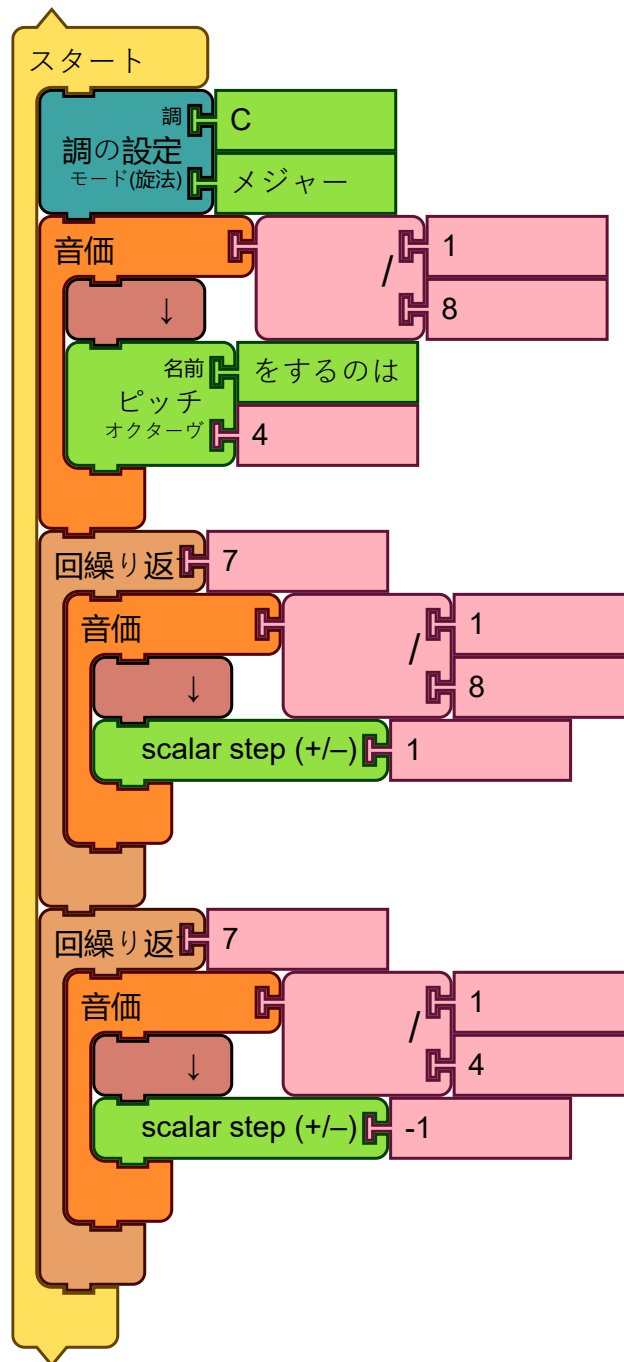 スタート
調 C
調の設定
モード(旋法) メジャー
音価 / 1
8
↓
名前 をするのは
ピッチ
オクターヴ 4
回繰り返 7
音価 / 1
8
↓
scalar step (+/–) 1
回繰り返 7
音価 / 1
4
↓
scalar step (+/–) -1